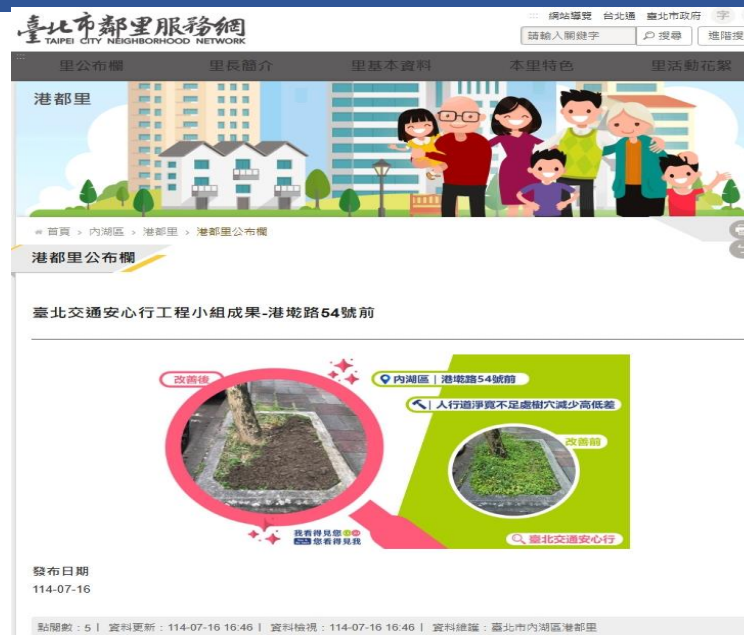 網站導覽 台北通 臺北市政府 字
臺北市鄰里服務網
TAIPEI CITY NEIGHBORHOOD NETWORK
請輸入關鍵字 搜尋 進階搜
里公布欄 里長簡介 里基本資料 本里特色 里活動花絮
港都里
首頁 > 內湖區 > 港都里 > 港都里公布欄
港都里公布欄
臺北交通安心行工程小組成果-港墘路54號前
改善後
內湖區 | 港墘路54號前
人行道淨寬不足處樹穴減少高低差
改善前
我看得見您
您看得見我
臺北交通安心行
發布日期
114-07-16
點閱數：5 | 資料更新：114-07-16 16:46 | 資料檢視：114-07-16 16:46 | 資料維護：臺北市內湖區港都里